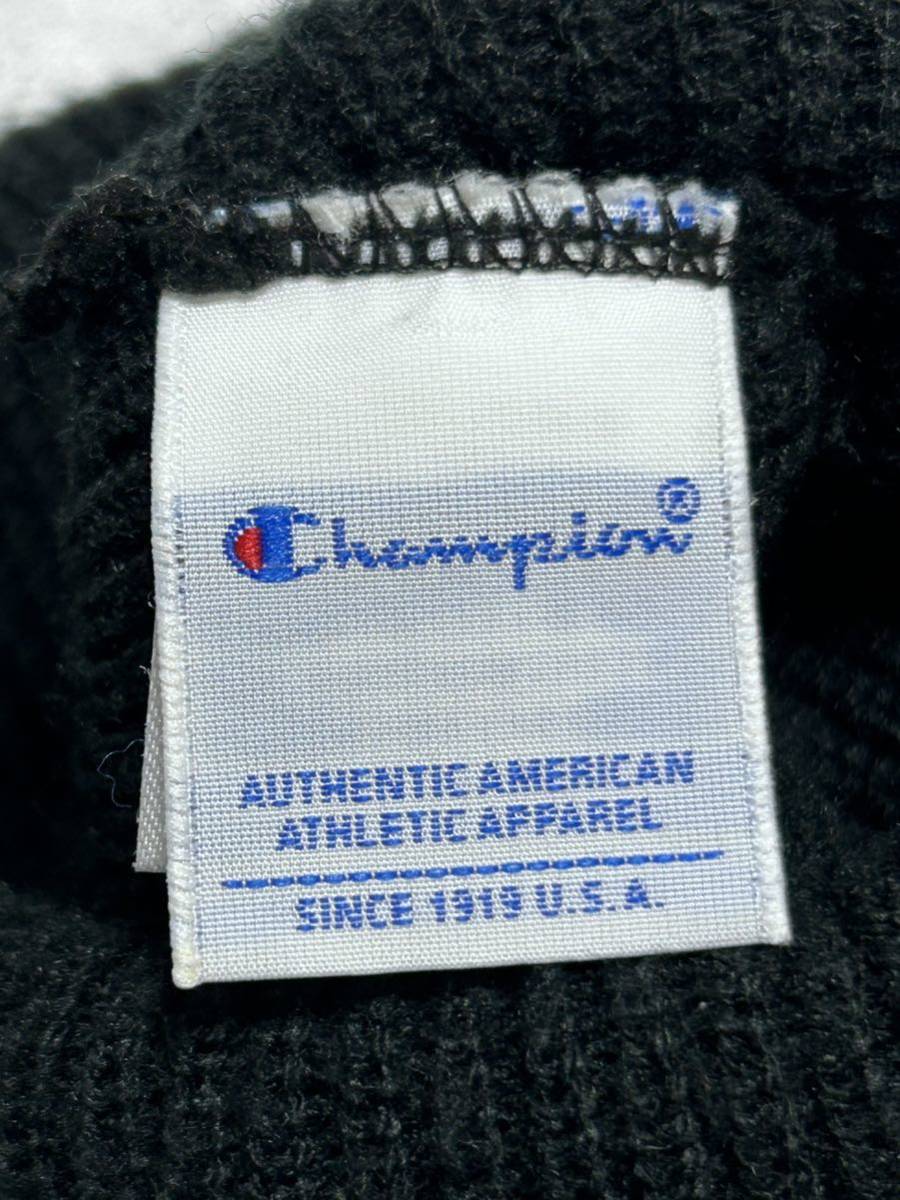 Champion®
AUTHENTIC AMERICAN
ATHLETIC APPAREL
SINCE 1919 U.S.A.